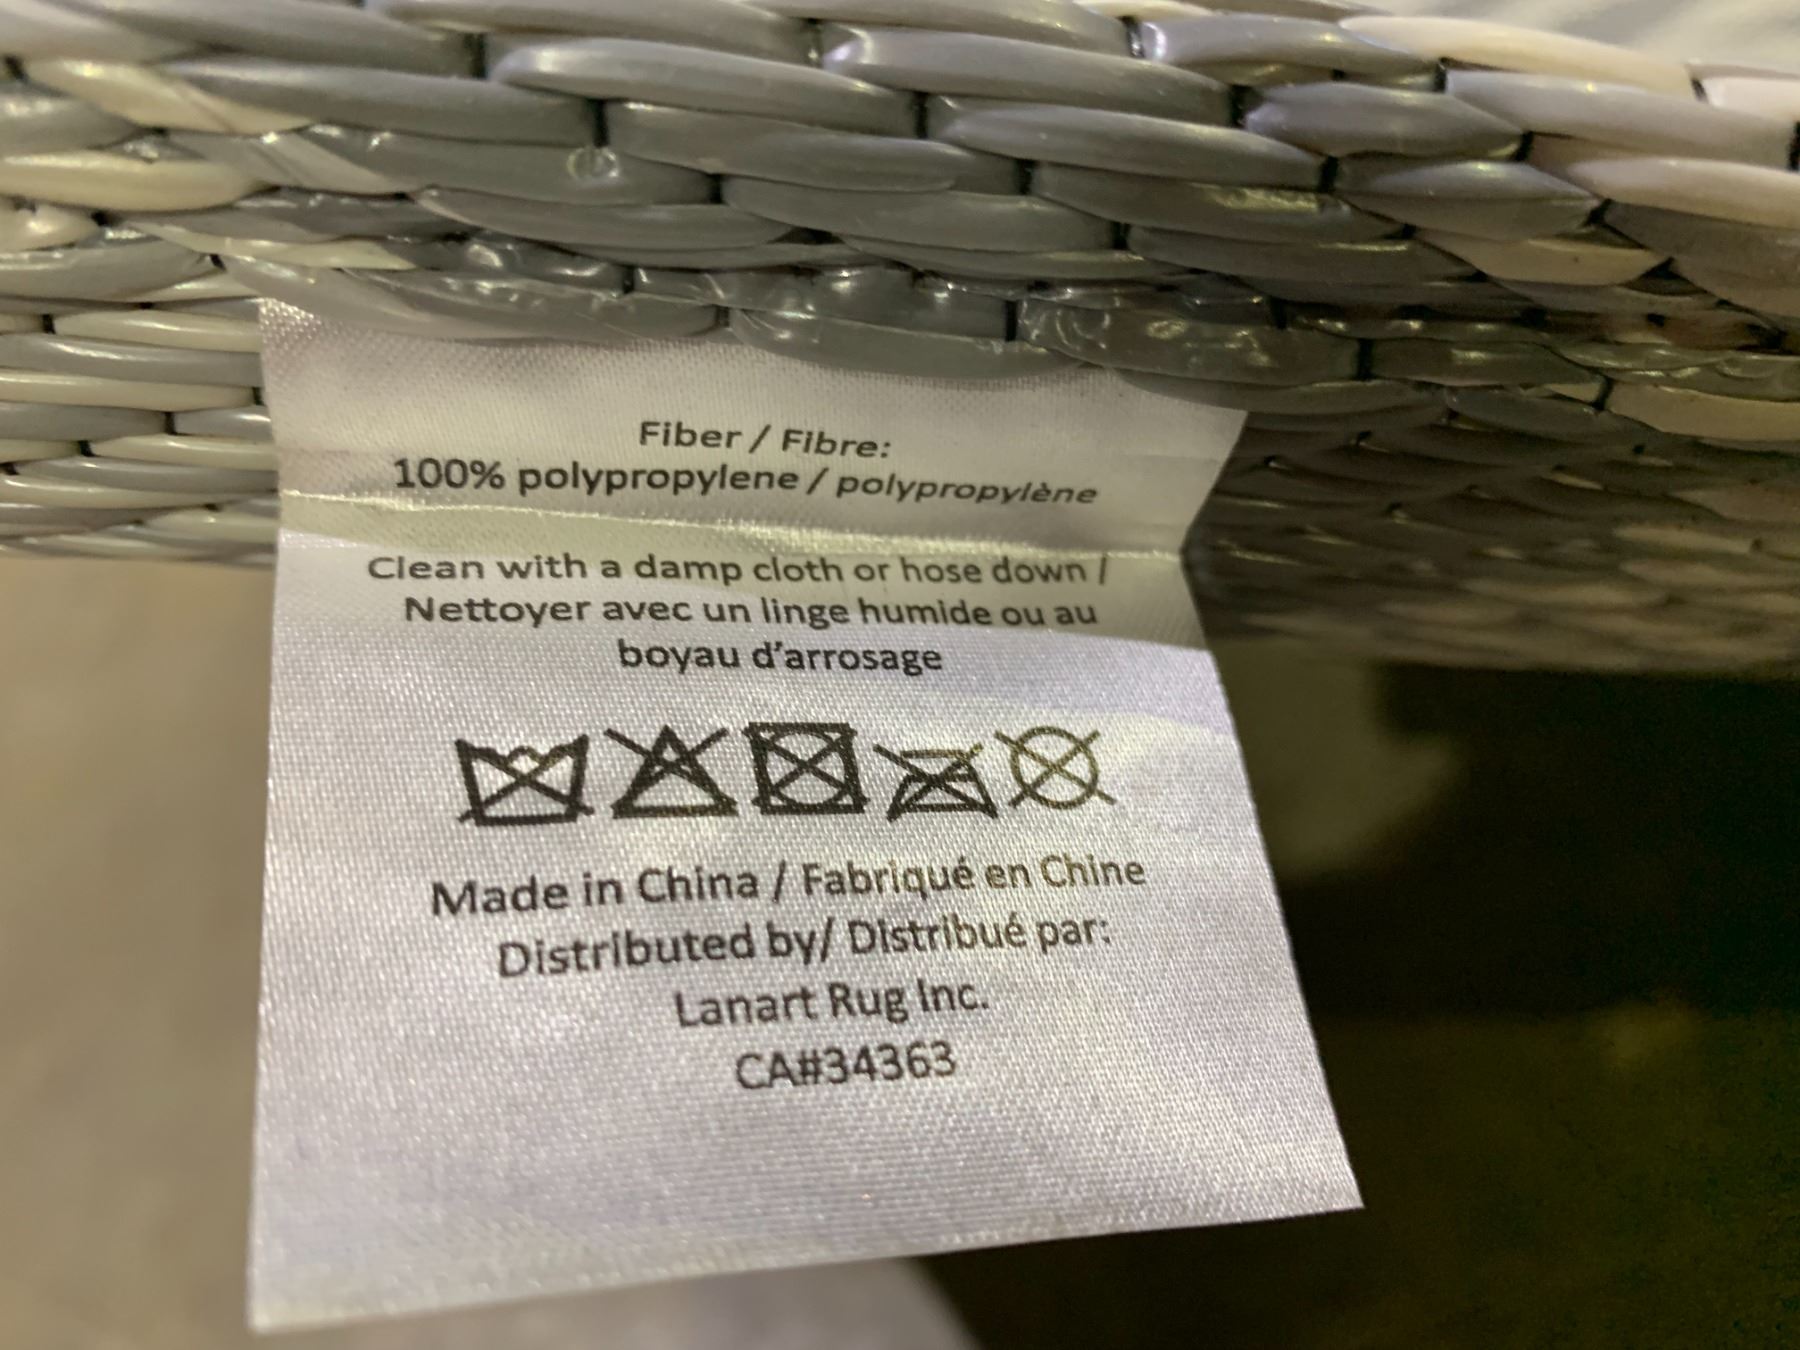 Fiber / Fibre:
100% polypropylene / polypropylène
Clean with a damp cloth or hose down /
Nettoyer avec un linge humide ou au
boyau d'arrosage
Made in China / Fabriqué en Chine
Distributed by/ Distribué par:
Lanart Rug Inc.
CA#34363